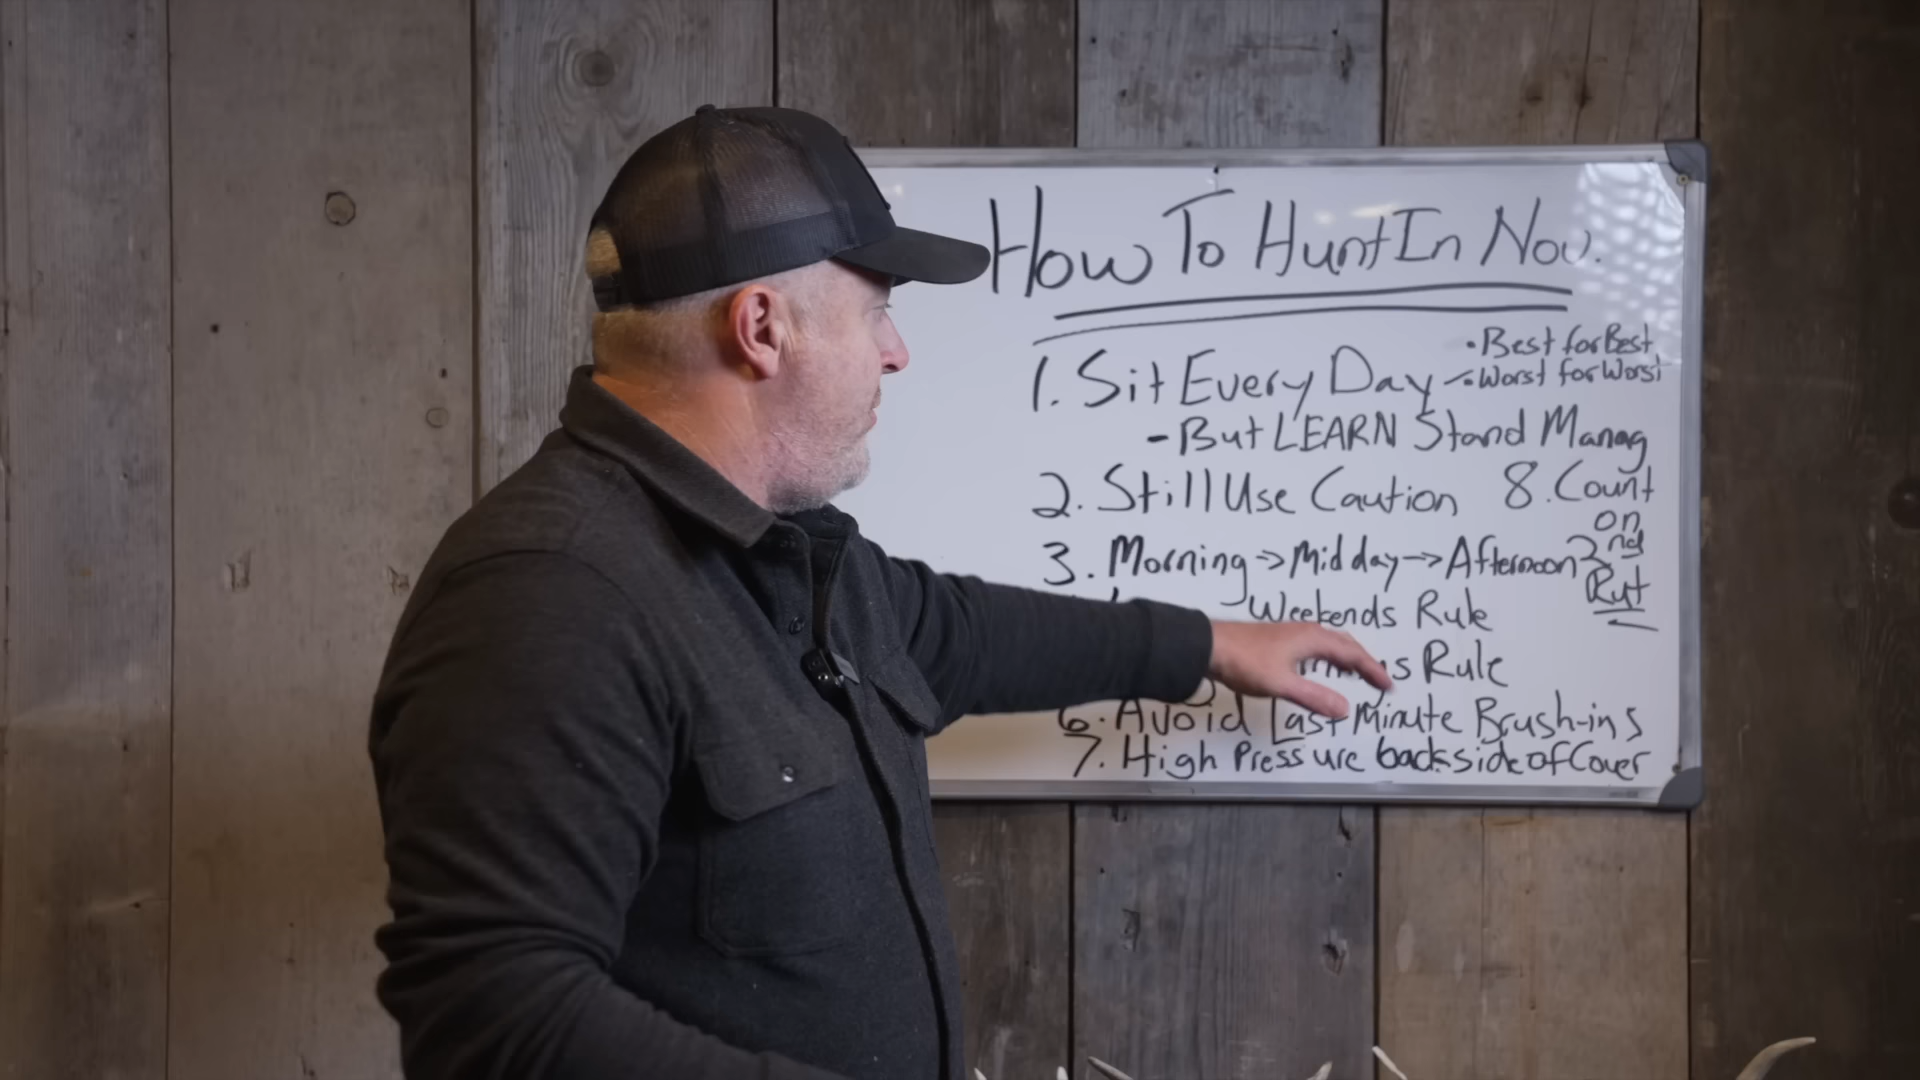 How To Hunt In Nov.
1. Sit Every Day
• Best for Best
• Worst for Worst
- But LEARN Stand Manag
2. Still Use Caution
3. Morning -> Midday -> Afternoon
Weekends Rule
s Rule
6. Avoid Last Minute Brush-ins
7. High Pressure backside of Cover
8. Count
on
2nd
Rut